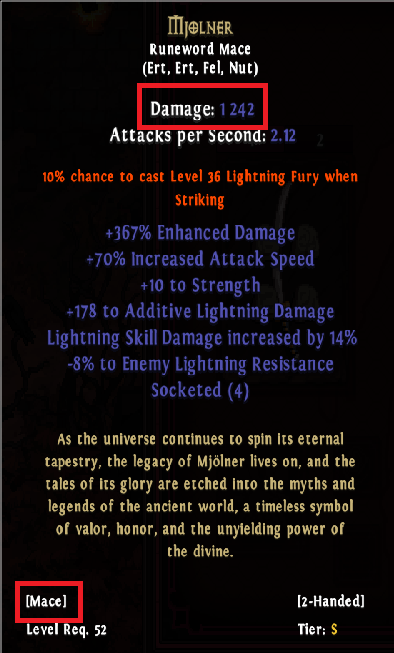 Mjölner
Runeword Mace
(Ert, Ert, Fel, Nut)
Damage: 1 242
Attacks per Second: 2.12
10% chance to cast Level 36 Lightning Fury when
Striking
+367% Enhanced Damage
+70% Increased Attack Speed
+10 to Strength
+178 to Additive Lightning Damage
Lightning Skill Damage increased by 14%
-8% to Enemy Lightning Resistance
Socketed (4)
As the universe continues to spin its eternal
tapestry, the legacy of Mjölner lives on, and the
tales of its glory are etched into the myths and
legends of the ancient world, a timeless symbol
of valor, honor, and the unyielding power of
the divine.
[Mace] [2-Handed]
Level Req. 52 Tier: S